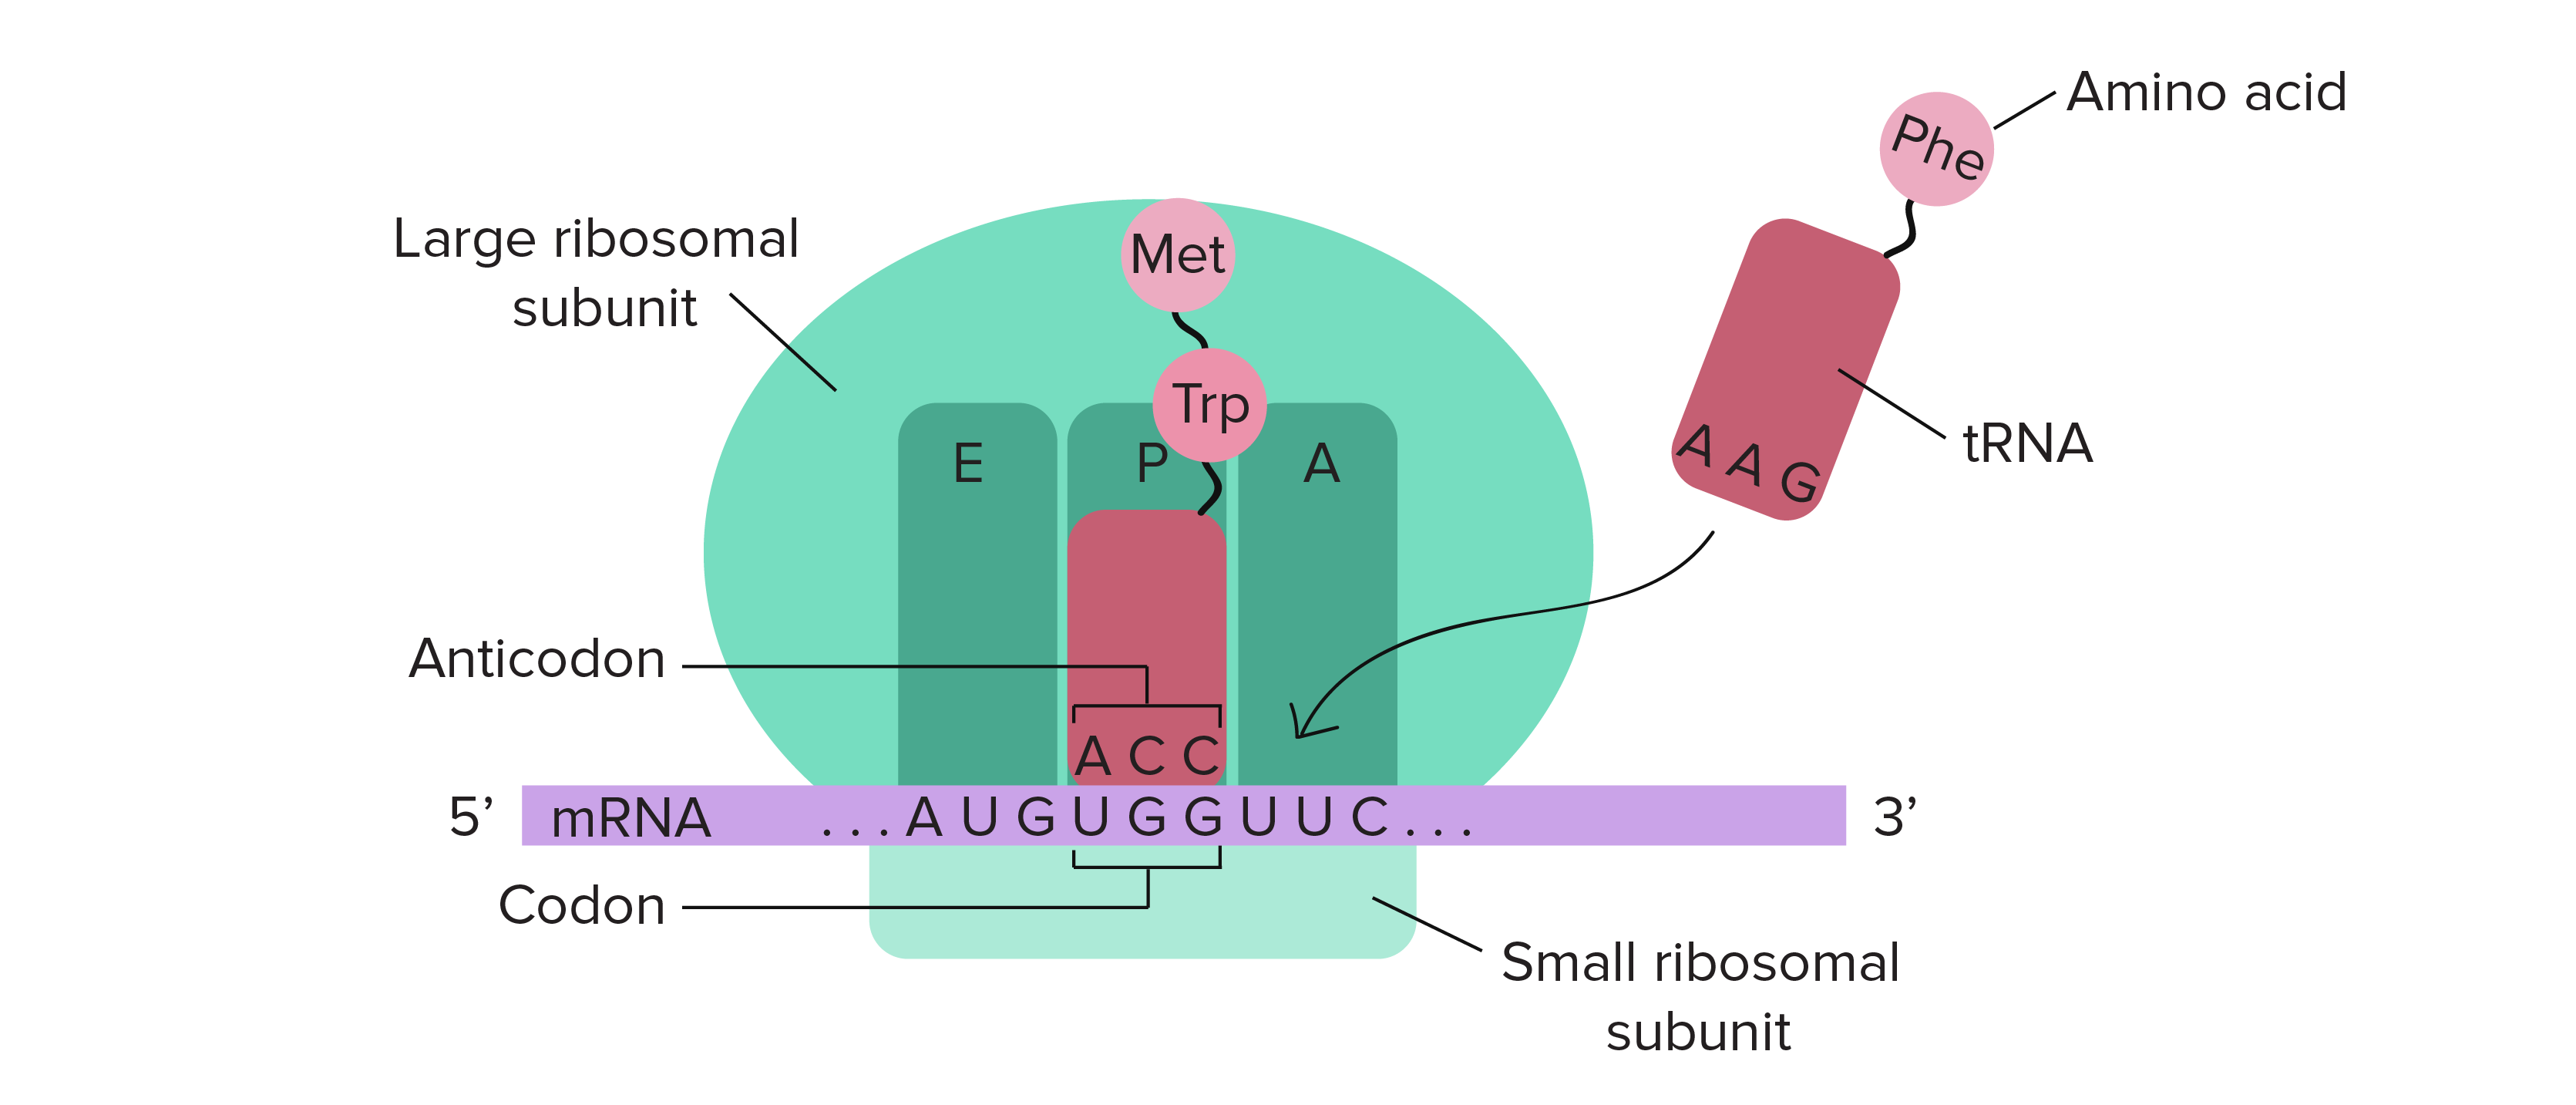 Amino acid
Phe
Large ribosomal
subunit
Met
Trp
E P A
tRNA
A A G
Anticodon
A C C
5’ mRNA ...A U G U G G U U C... 3’
Codon
Small ribosomal
subunit